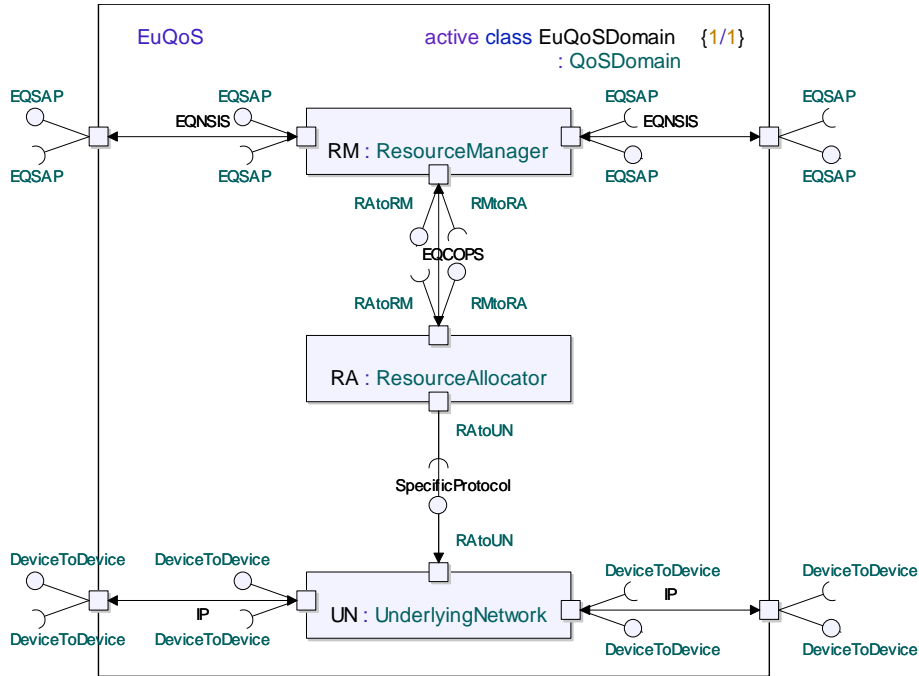 EuQoS
active class EuQoSDomain {1/1}
: QoSDomain
EQSAP EQSAP EQSAP EQSAP
EQNSIS EQNSIS
RM : ResourceManager
EQSAP EQSAP EQSAP EQSAP
RAtoRM RMtoRA
EQCOPS
RAtoRM RMtoRA
RA : ResourceAllocator
RAtoUN
SpecificProtocol
RAtoUN
DeviceToDevice DeviceToDevice DeviceToDevice DeviceToDevice
IP IP
UN : UnderlyingNetwork
DeviceToDevice DeviceToDevice DeviceToDevice DeviceToDevice